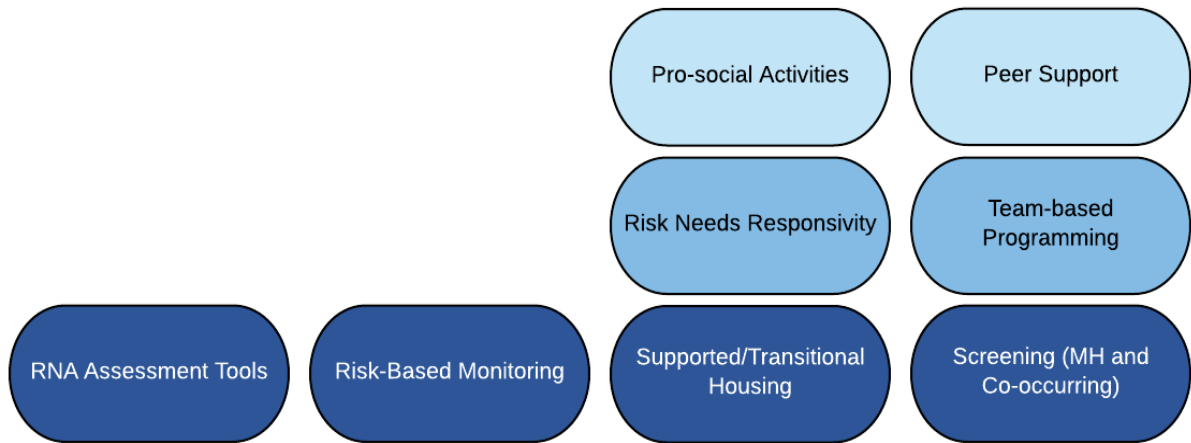 Pro-social Activities
Peer Support
Risk Needs Responsivity
Team-based
Programming
RNA Assessment Tools
Risk-Based Monitoring
Supported/Transitional
Housing
Screening (MH and
Co-occurring)